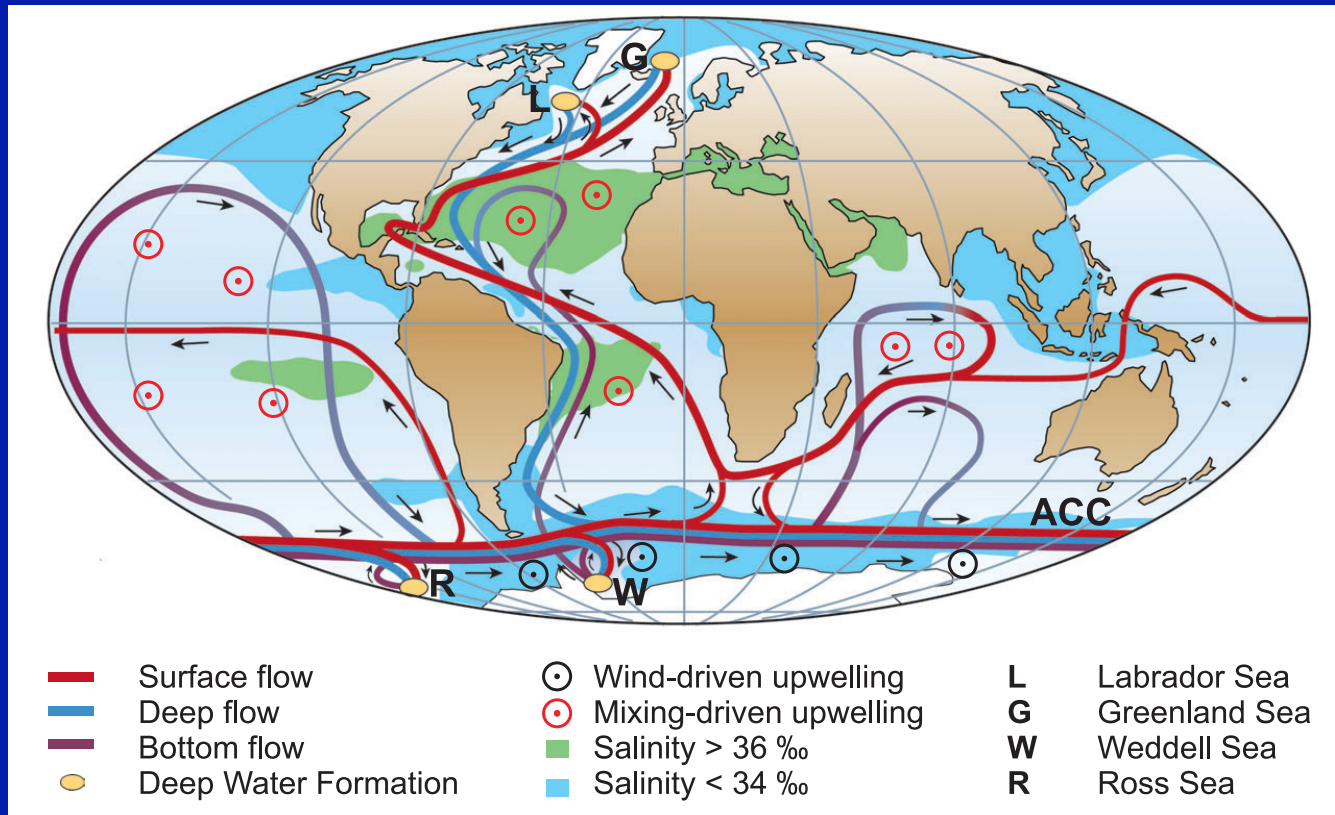 G
L
ACC
R
W
Surface flow
Deep flow
Bottom flow
Deep Water Formation
Wind-driven upwelling
Mixing-driven upwelling
Salinity > 36 ‰
Salinity < 34 ‰
L Labrador Sea
G Greenland Sea
W Weddell Sea
R Ross Sea